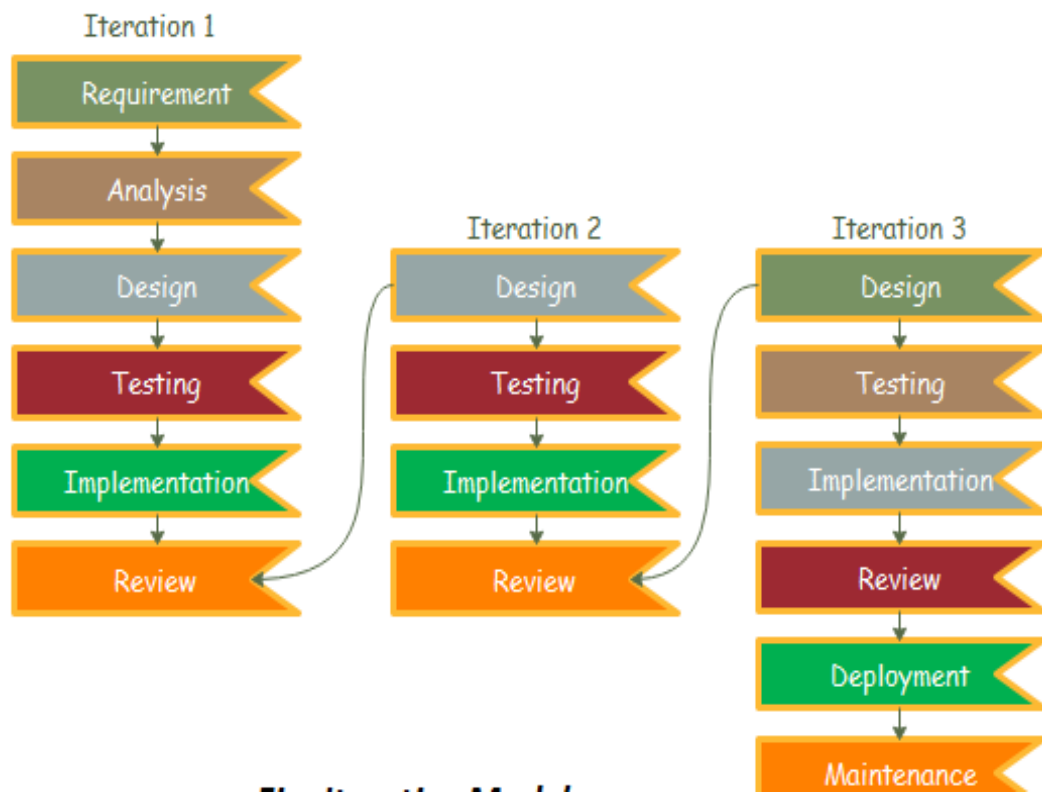 Iteration 1
Requirement
Analysis
Design
Testing
Implementation
Review
Iteration 2
Design
Testing
Implementation
Review
Iteration 3
Design
Testing
Implementation
Review
Deployment
Maintenance